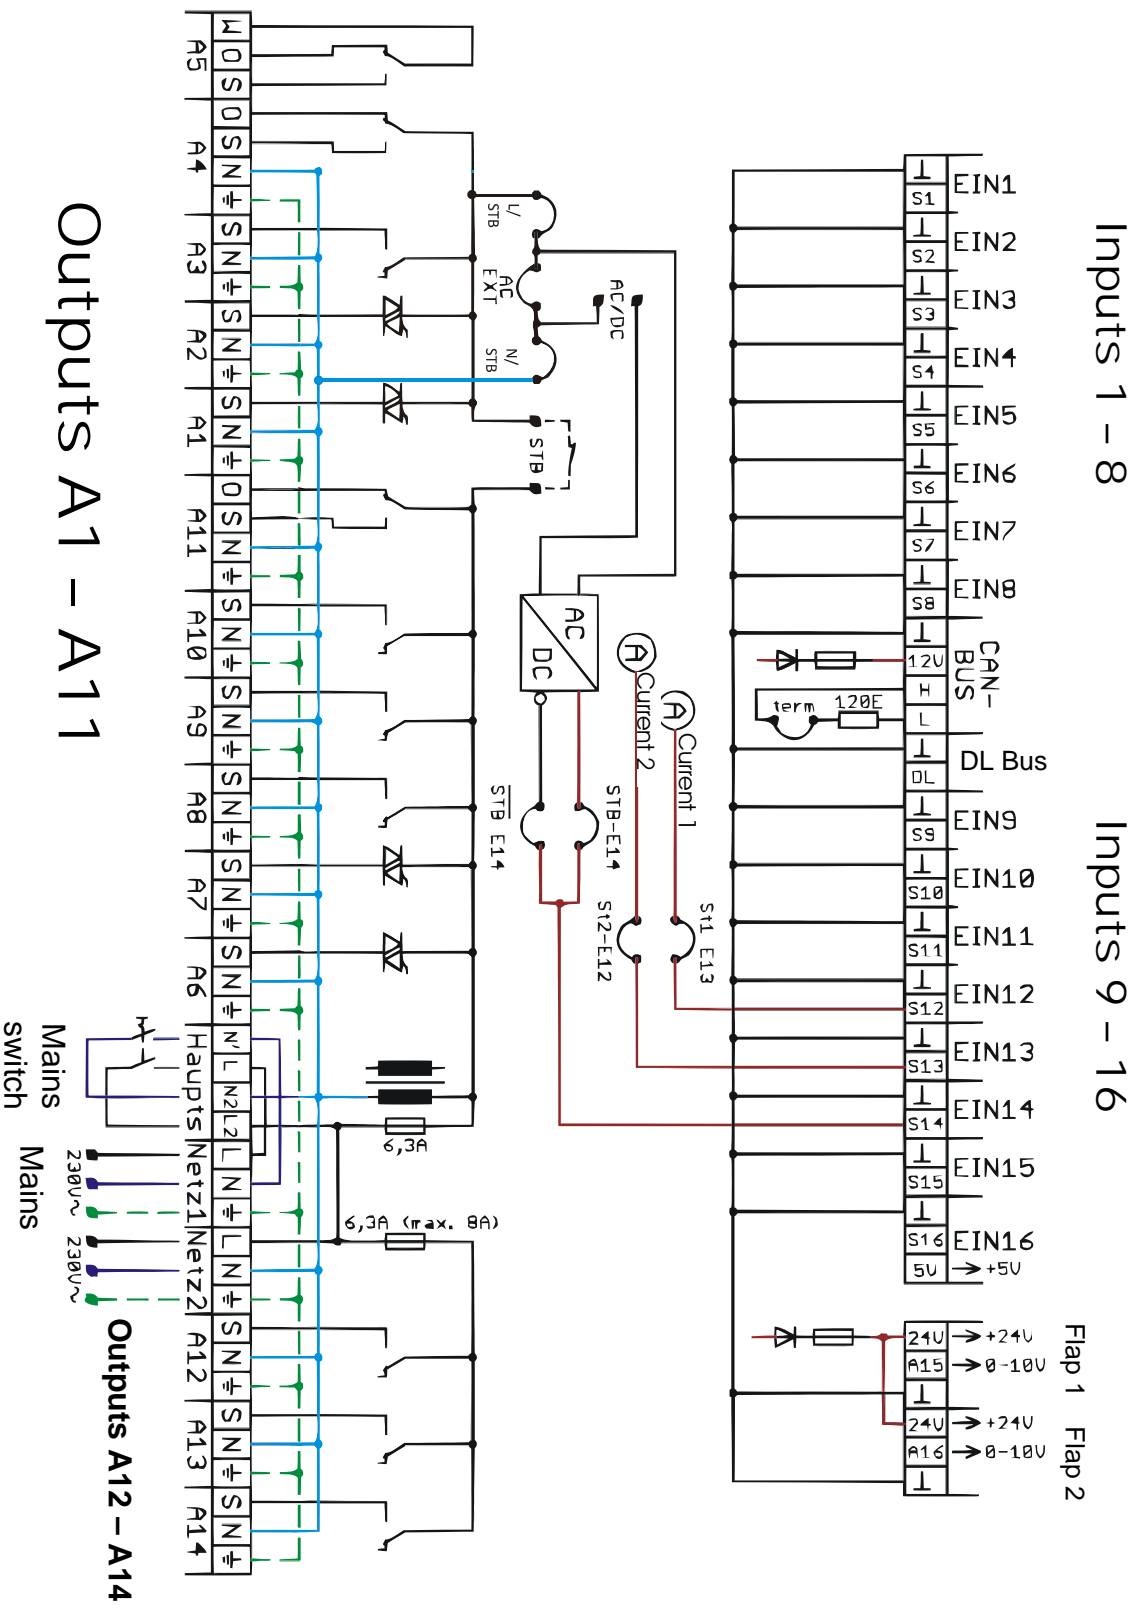 Inputs 1 – 8
Inputs 9 - 16
EIN1
⊥
S1
EIN2
⊥
S2
EIN3
⊥
S3
EIN4
⊥
S4
EIN5
⊥
S5
EIN6
⊥
S6
EIN7
⊥
S7
EIN8
⊥
S8
CAN-
BUS
⊥
12V
H
L
term
120E
DL Bus
⊥
DL
EIN9
⊥
S9
EIN10
⊥
S10
EIN11
⊥
S11
EIN12
⊥
S12
EIN13
⊥
S13
EIN14
⊥
S14
EIN15
⊥
S15
EIN16
⊥
S16
5V → +5V
Flap 1
24V → +24V
A15 → 0-10V
⊥
Flap 2
24V → +24V
A16 → 0-10V
⊥
L/
STB
AC
EXT
AC/DC
N/
STB
STB
AC
DC
A
Current 2
A
Current 1
STB E14
STB-E14
St2-E12
St1 E13
6,3A
6,3A (max. 8A)
A5
W
O
S
A4
O
S
N
A3
S
N
A2
S
N
A1
S
N
A11
O
S
N
A10
S
N
A9
S
N
A8
S
N
A7
S
N
A6
S
N
Haupts
N'
L
N2
L2
Netz1
L
N
Netz2
L
N
A12
S
N
A13
S
N
A14
S
N
Outputs A1 – A11
Mains
switch
Mains
230V~
230V~
Outputs A12 – A14